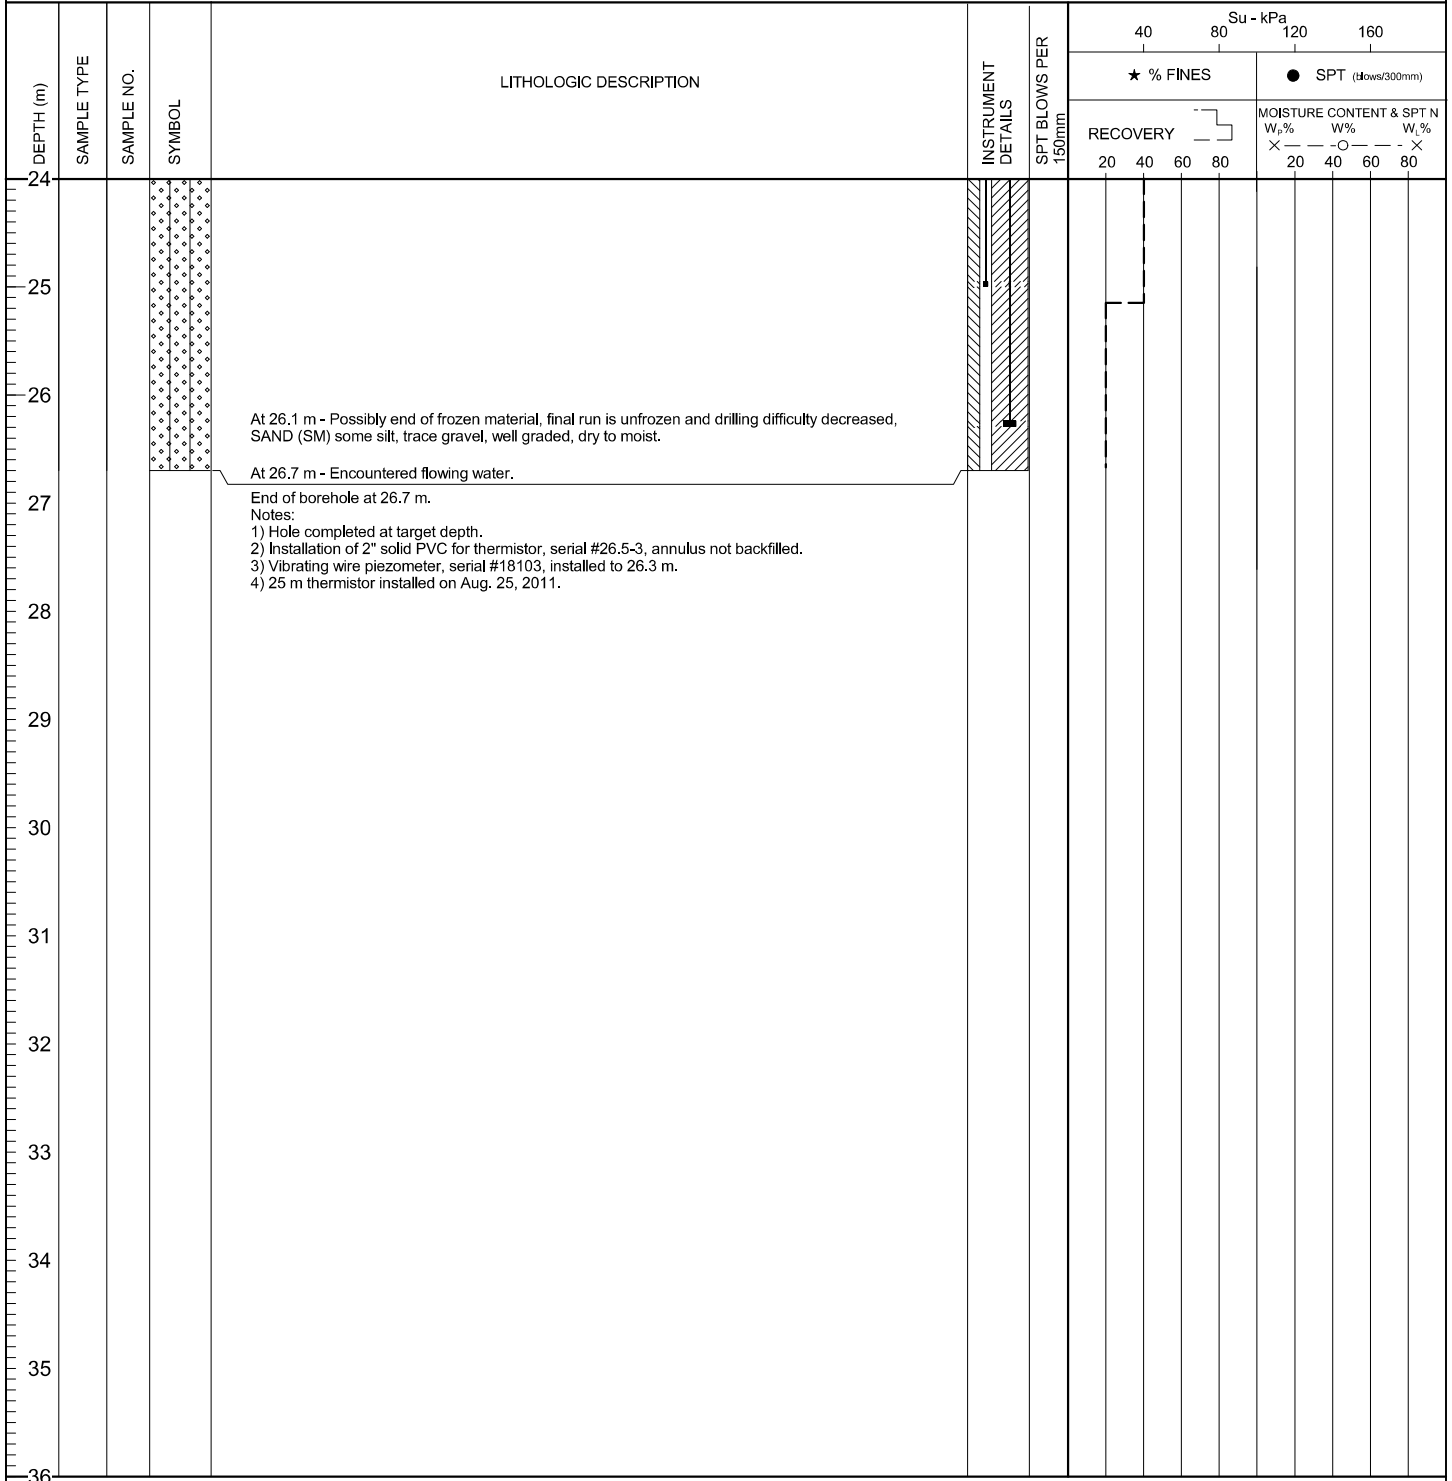 DEPTH (m)
SAMPLE TYPE
SAMPLE NO.
SYMBOL
LITHOLOGIC DESCRIPTION
INSTRUMENT
DETAILS
SPT BLOWS PER
150mm
Su - kPa
40 80 120 160
★ % FINES
● SPT (blows/300mm)
RECOVERY
MOISTURE CONTENT & SPT N
WP% W% WL%
20 40 60 80 20 40 60 80
24
25
26
At 26.1 m - Possibly end of frozen material, final run is unfrozen and drilling difficulty decreased,
SAND (SM) some silt, trace gravel, well graded, dry to moist.
At 26.7 m - Encountered flowing water.
27
End of borehole at 26.7 m.
Notes:
1) Hole completed at target depth.
2) Installation of 2" solid PVC for thermistor, serial #26.5-3, annulus not backfilled.
3) Vibrating wire piezometer, serial #18103, installed to 26.3 m.
4) 25 m thermistor installed on Aug. 25, 2011.
28
29
30
31
32
33
34
35
36